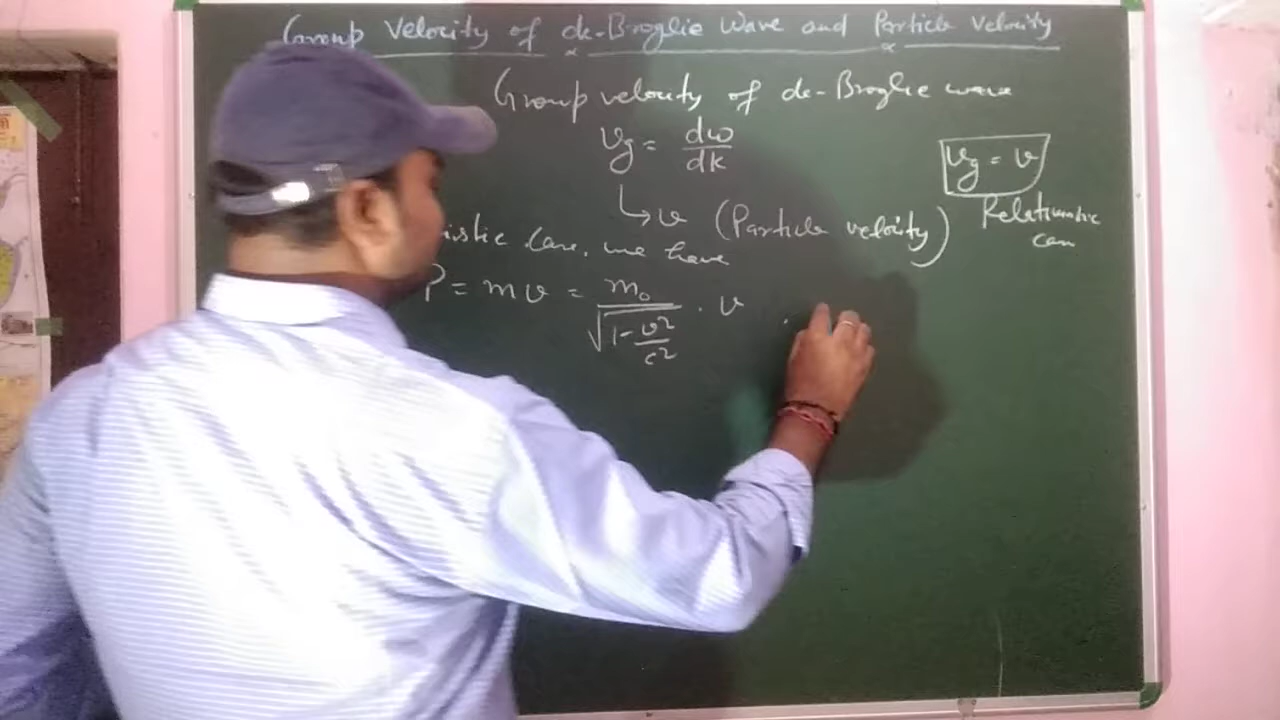 Group Velocity of de-Broglie Wave and Particle Velocity
Group velocity of de-Broglie wave
vg = dω/dk
vg = v
↳ v (Particle velocity)
Relativistic
case
istic case, we have
P = mv = m₀/√(1-v²/c²) · v